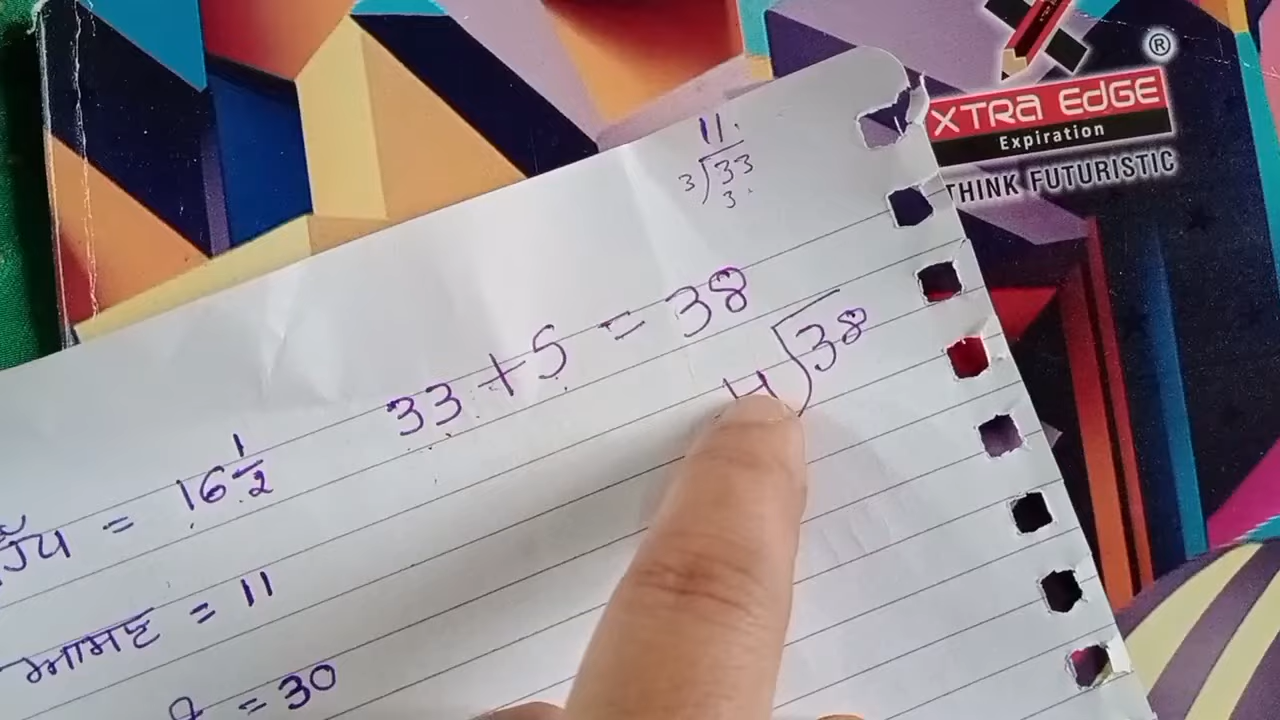 ®
XTRA EDGE
Expiration
THINK FUTURISTIC
11.
3)33
3
33 + 5 = 38
4)38
= 16 1/2
ਆਸਣ = 11
= 30